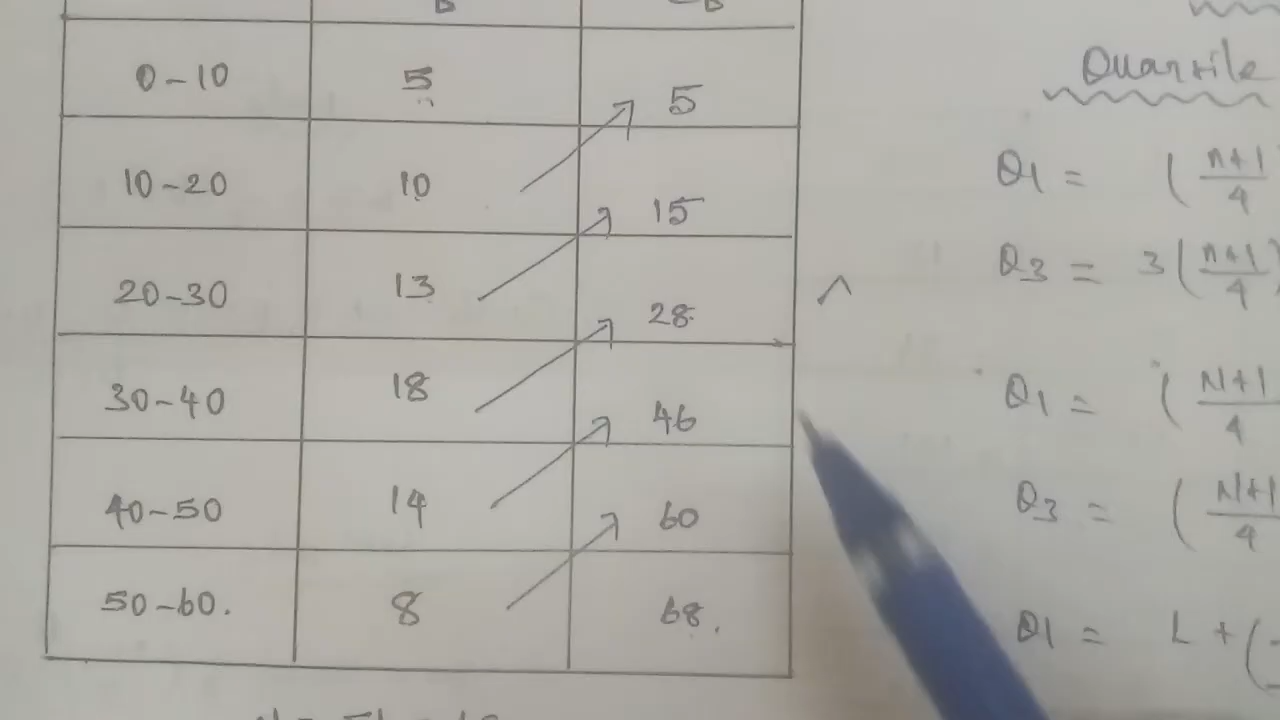 0-10 5 5
10-20 10 15
20-30 13 28
30-40 18 46
40-50 14 60
50-60. 8 68.
Quartile
Q1 = (n+1/4
Q3 = 3(n+1/4)
Q1 = (N+1/4
Q3 = (N+1/4
Q1 = L + (